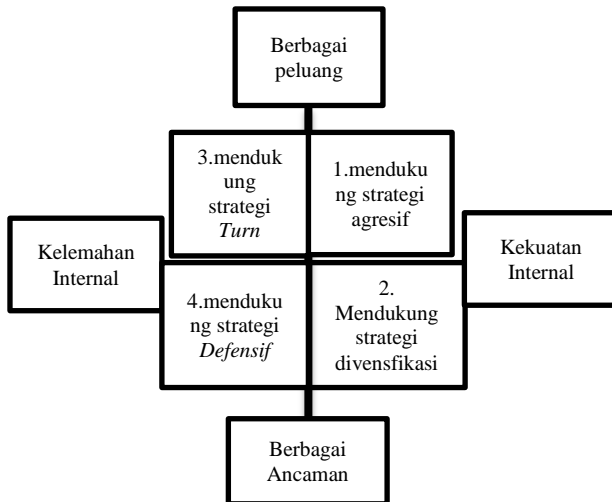 Berbagai
peluang
3.menduk
ung
strategi
Turn
1.menduku
ng strategi
agresif
Kelemahan
Internal
Kekuatan
Internal
4.menduku
ng strategi
Defensif
2.
Mendukung
strategi
divensfikasi
Berbagai
Ancaman